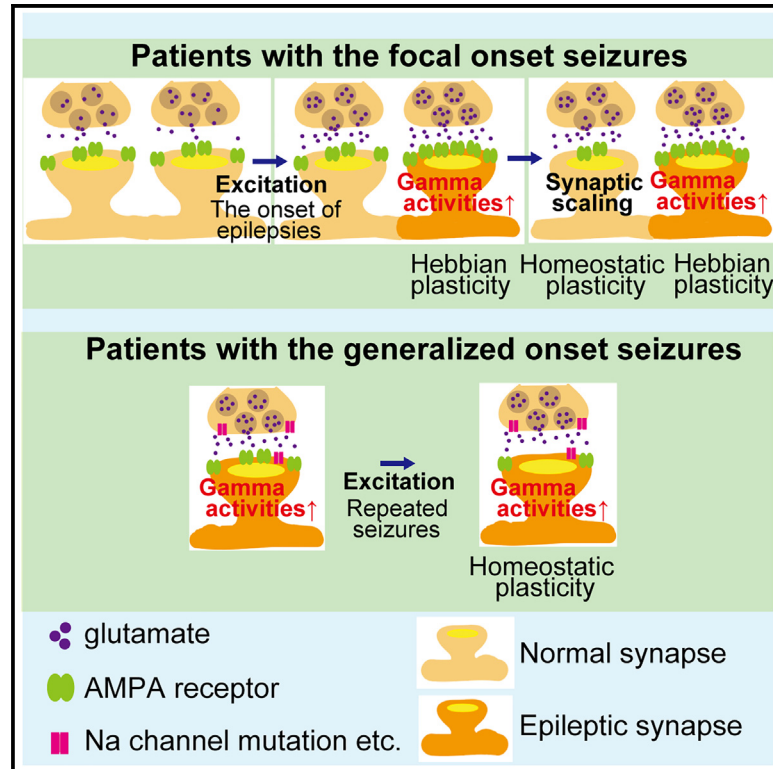 Patients with the focal onset seizures
Excitation
The onset of
epilepsies
Gamma
activities↑
Synaptic
scaling
Gamma
activities↑
Hebbian
plasticity
Homeostatic
plasticity
Hebbian
plasticity
Patients with the generalized onset seizures
Gamma
activities↑
Excitation
Repeated
seizures
Gamma
activities↑
Homeostatic
plasticity
glutamate
AMPA receptor
Na channel mutation etc.
Normal synapse
Epileptic synapse